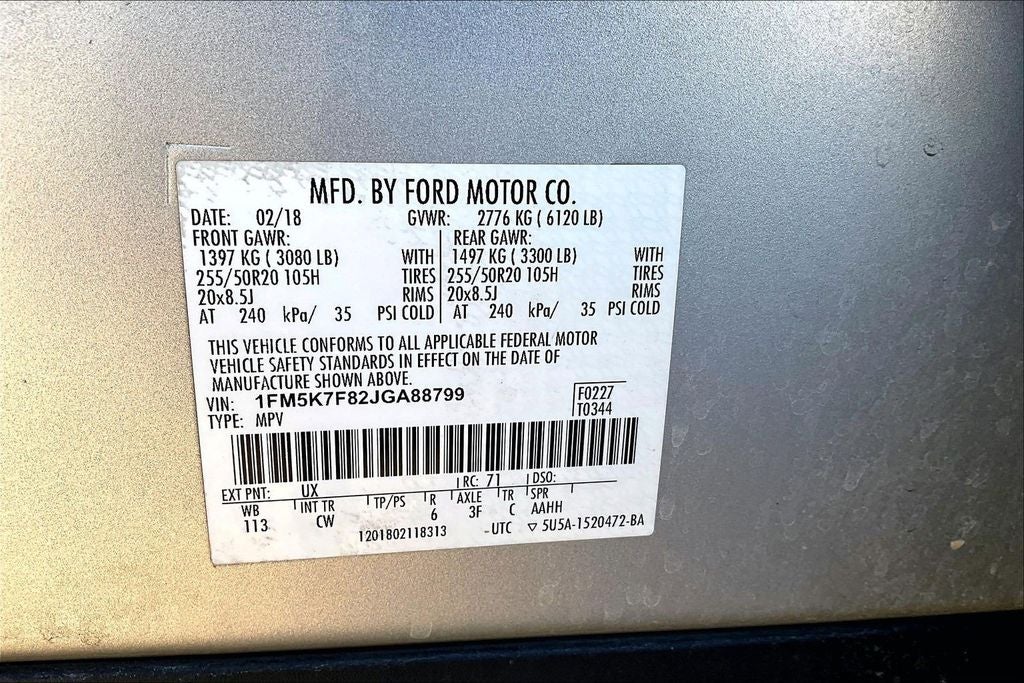 MFD. BY FORD MOTOR CO.
DATE: 02/18 GVWR: 2776 KG ( 6120 LB)
FRONT GAWR: REAR GAWR:
1397 KG ( 3080 LB) WITH 1497 KG ( 3300 LB) WITH
255/50R20 105H TIRES 255/50R20 105H TIRES
20x8.5J RIMS 20x8.5J RIMS
AT 240 kPa/ 35 PSI COLD AT 240 kPa/ 35 PSI COLD
THIS VEHICLE CONFORMS TO ALL APPLICABLE FEDERAL MOTOR
VEHICLE SAFETY STANDARDS IN EFFECT ON THE DATE OF
MANUFACTURE SHOWN ABOVE.
VIN: 1FM5K7F82JGA88799 F0227
TYPE: MPV T0344
EXT PNT: UX RC: 71 DSO:
WB INT TR TP/PS R AXLE TR SPR
113 CW 6 3F C AAHH
1201802118313 -UTC ▽ 5U5A-1520472-BA